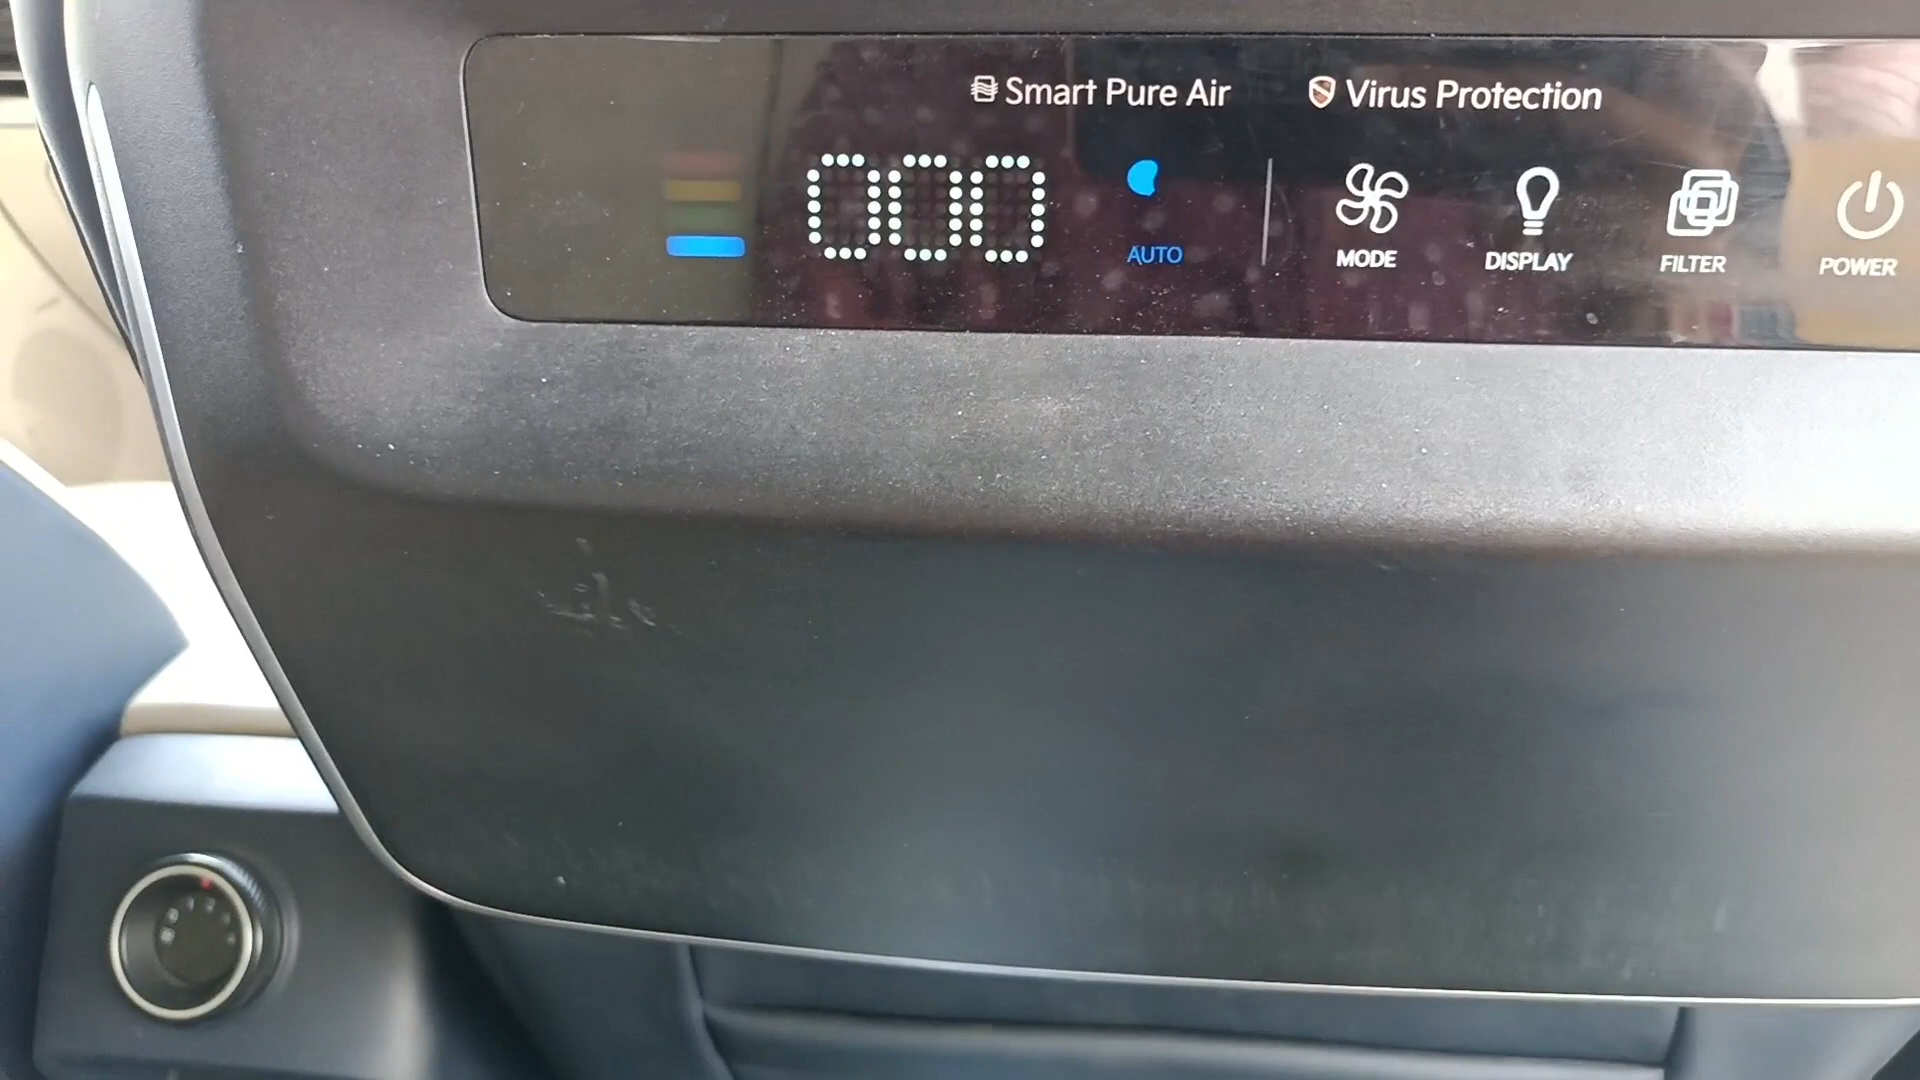 Smart Pure Air
Virus Protection
000
AUTO
MODE
DISPLAY
FILTER
POWER